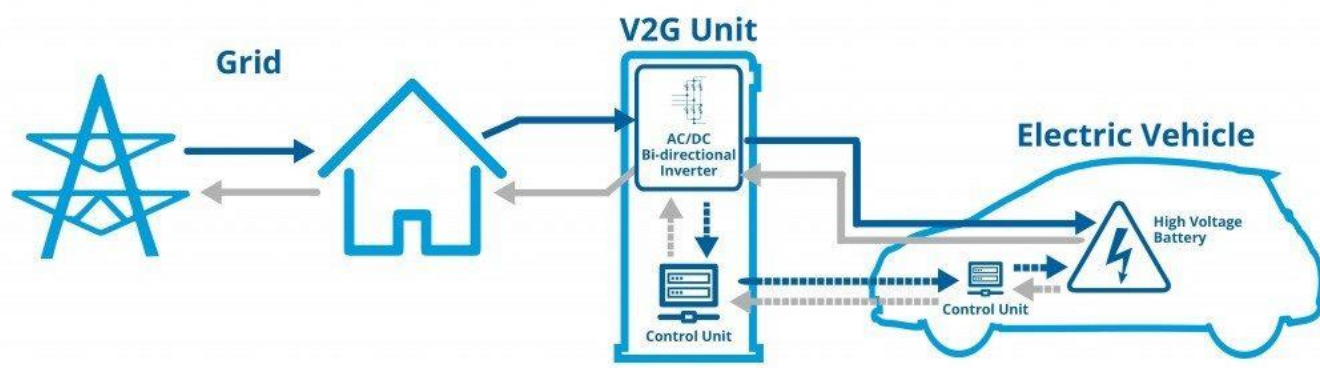 V2G Unit
Grid
AC/DC
Bi-directional
Inverter
Electric Vehicle
High Voltage
Battery
Control Unit
Control Unit